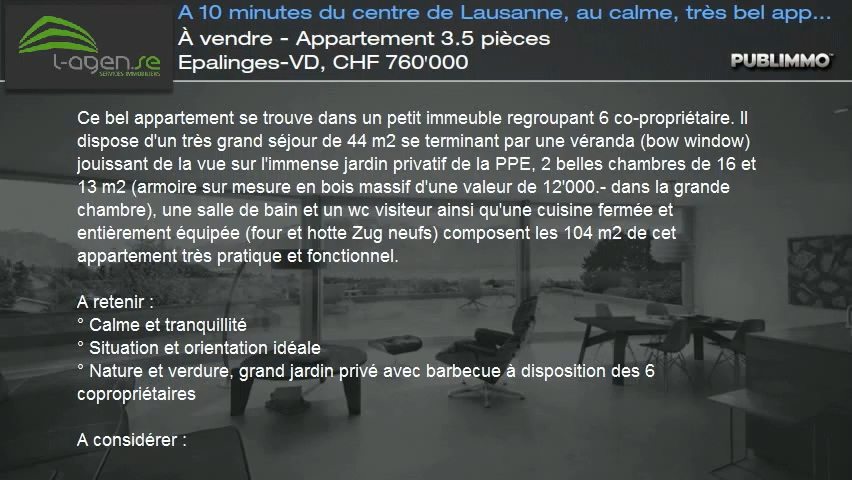 A 10 minutes du centre de Lausanne, au calme, très bel app...
l-agen.se
SERVICES IMMOBILIERS
À vendre - Appartement 3.5 pièces
Epalinges-VD, CHF 760'000
PUBLIMMO
Ce bel appartement se trouve dans un petit immeuble regroupant 6 co-propriétaire. Il
dispose d'un très grand séjour de 44 m2 se terminant par une véranda (bow window)
jouissant de la vue sur l'immense jardin privatif de la PPE, 2 belles chambres de 16 et
13 m2 (armoire sur mesure en bois massif d'une valeur de 12'000.- dans la grande
chambre), une salle de bain et un wc visiteur ainsi qu'une cuisine fermée et
entièrement équipée (four et hotte Zug neufs) composent les 104 m2 de cet
appartement très pratique et fonctionnel.
A retenir :
° Calme et tranquillité
° Situation et orientation idéale
° Nature et verdure, grand jardin privé avec barbecue à disposition des 6
copropriétaires
A considérer :